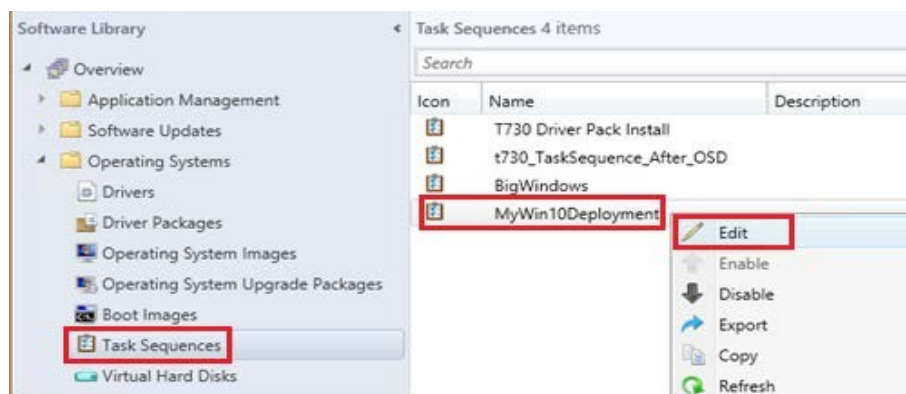 Software Library
Overview
Application Management
Software Updates
Operating Systems
Drivers
Driver Packages
Operating System Images
Operating System Upgrade Packages
Boot Images
Task Sequences
Virtual Hard Disks
Task Sequences 4 items
Search
Icon Name Description
T730 Driver Pack Install
t730_TaskSequence_After_OSD
BigWindows
MyWin10Deployment
Edit
Enable
Disable
Export
Copy
Refresh